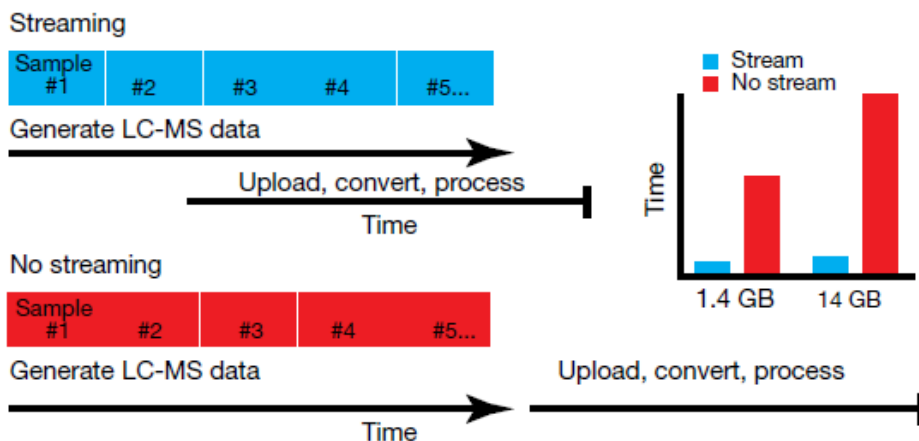 Streaming
Sample
#1 #2 #3 #4 #5...
Generate LC-MS data
Upload, convert, process
Time
No streaming
Sample
#1 #2 #3 #4 #5...
Generate LC-MS data
Upload, convert, process
Time
Stream
No stream
Time
1.4 GB 14 GB